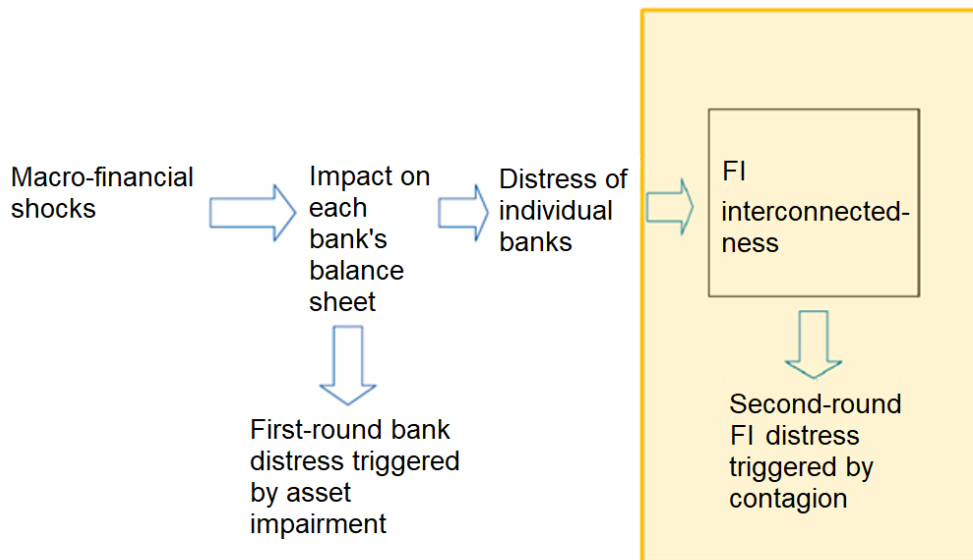 Macro-financial
shocks
Impact on
each
bank's
balance
sheet
Distress of
individual
banks
FI
interconnected-
ness
First-round bank
distress triggered
by asset
impairment
Second-round
FI distress
triggered by
contagion